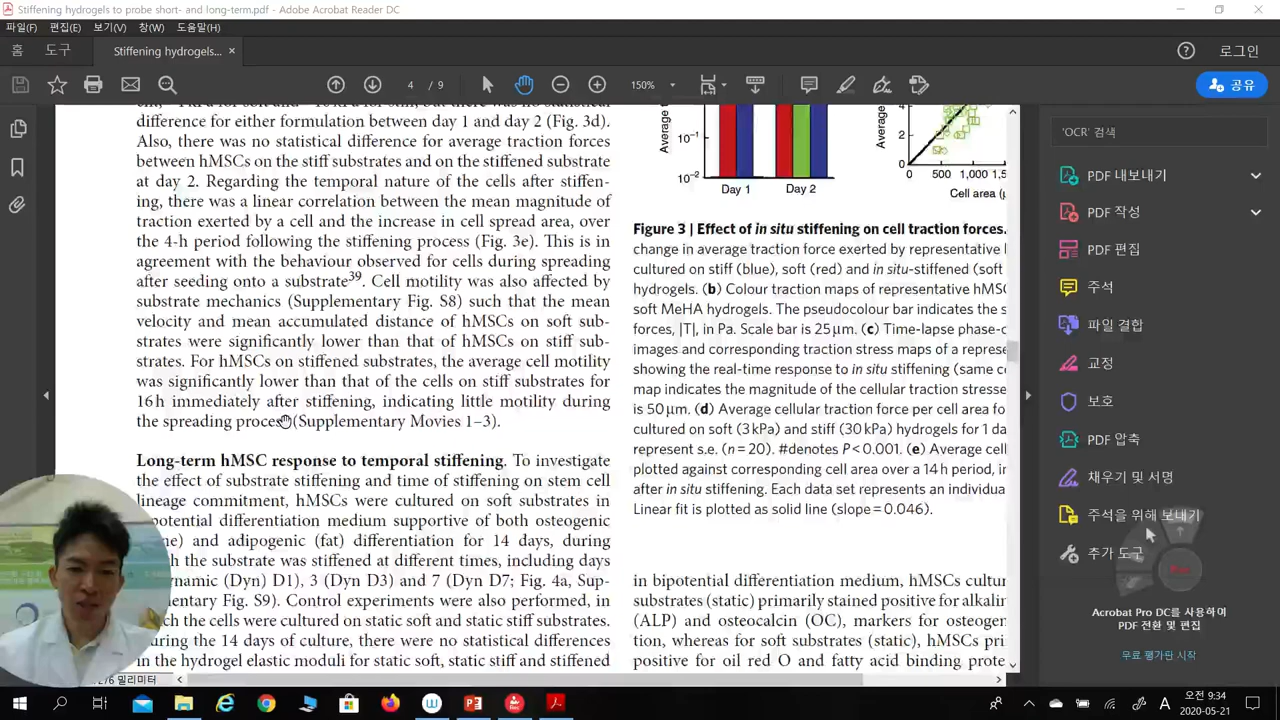 Stiffening hydrogels to probe short- and long-term.pdf - Adobe Acrobat Reader DC
파일(F) 편집(E) 보기(V) 창(W) 도움말(H)
홈 도구 Stiffening hydrogels... × 로그인
4 / 9 150% 공유
difference for either formulation between day 1 and day 2 (Fig. 3d).
Also, there was no statistical difference for average traction forces
between hMSCs on the stiff substrates and on the stiffened substrate
at day 2. Regarding the temporal nature of the cells after stiffen-
ing, there was a linear correlation between the mean magnitude of
traction exerted by a cell and the increase in cell spread area, over
the 4-h period following the stiffening process (Fig. 3e). This is in
agreement with the behaviour observed for cells during spreading
after seeding onto a substrate39. Cell motility was also affected by
substrate mechanics (Supplementary Fig. S8) such that the mean
velocity and mean accumulated distance of hMSCs on soft sub-
strates were significantly lower than that of hMSCs on stiff sub-
strates. For hMSCs on stiffened substrates, the average cell motility
was significantly lower than that of the cells on stiff substrates for
16 h immediately after stiffening, indicating little motility during
the spreading process (Supplementary Movies 1–3).
Long-term hMSC response to temporal stiffening. To investigate
the effect of substrate stiffening and time of stiffening on stem cell
lineage commitment, hMSCs were cultured on soft substrates in
potential differentiation medium supportive of both osteogenic
and adipogenic (fat) differentiation for 14 days, during
the substrate was stiffened at different times, including days
(Dyn) D1), 3 (Dyn D3) and 7 (Dyn D7; Fig. 4a, Sup-
Fig. S9). Control experiments were also performed, in
the cells were cultured on static soft and static stiff substrates.
uring the 14 days of culture, there were no statistical differences
in the hydrogel elastic moduli for static soft, static stiff and stiffened
밀리미터
Average
10−1
10−2
Day 1 Day 2
Average
4
2
0
0 500 1,000 1,5
Cell area (
Figure 3 | Effect of in situ stiffening on cell traction forces.
change in average traction force exerted by representative
cultured on stiff (blue), soft (red) and in situ-stiffened (soft
hydrogels. (b) Colour traction maps of representative hMSC
soft MeHA hydrogels. The pseudocolour bar indicates the s
forces, |T|, in Pa. Scale bar is 25 μm. (c) Time-lapse phase-c
images and corresponding traction stress maps of a represe
showing the real-time response to in situ stiffening (same c
map indicates the magnitude of the cellular traction stresse
is 50 μm. (d) Average cellular traction force per cell area fo
cultured on soft (3 kPa) and stiff (30 kPa) hydrogels for 1 da
represent s.e. (n = 20). #denotes P < 0.001. (e) Average cel
plotted against corresponding cell area over a 14 h period, i
after in situ stiffening. Each data set represents an individua
Linear fit is plotted as solid line (slope = 0.046).
in bipotential differentiation medium, hMSCs cultur
substrates (static) primarily stained positive for alkalin
(ALP) and osteocalcin (OC), markers for osteogen
tion, whereas for soft substrates (static), hMSCs pri
positive for oil red O and fatty acid binding prote
'OCR' 검색
PDF 내보내기
PDF 작성
PDF 편집
주석
파일 결합
교정
보호
PDF 압축
채우기 및 서명
주석을 위해 보내기
추가 도구
Acrobat Pro DC를 사용하여
PDF 전환 및 편집
무료 평가판 시작
A 오전 9:34
2020-05-21